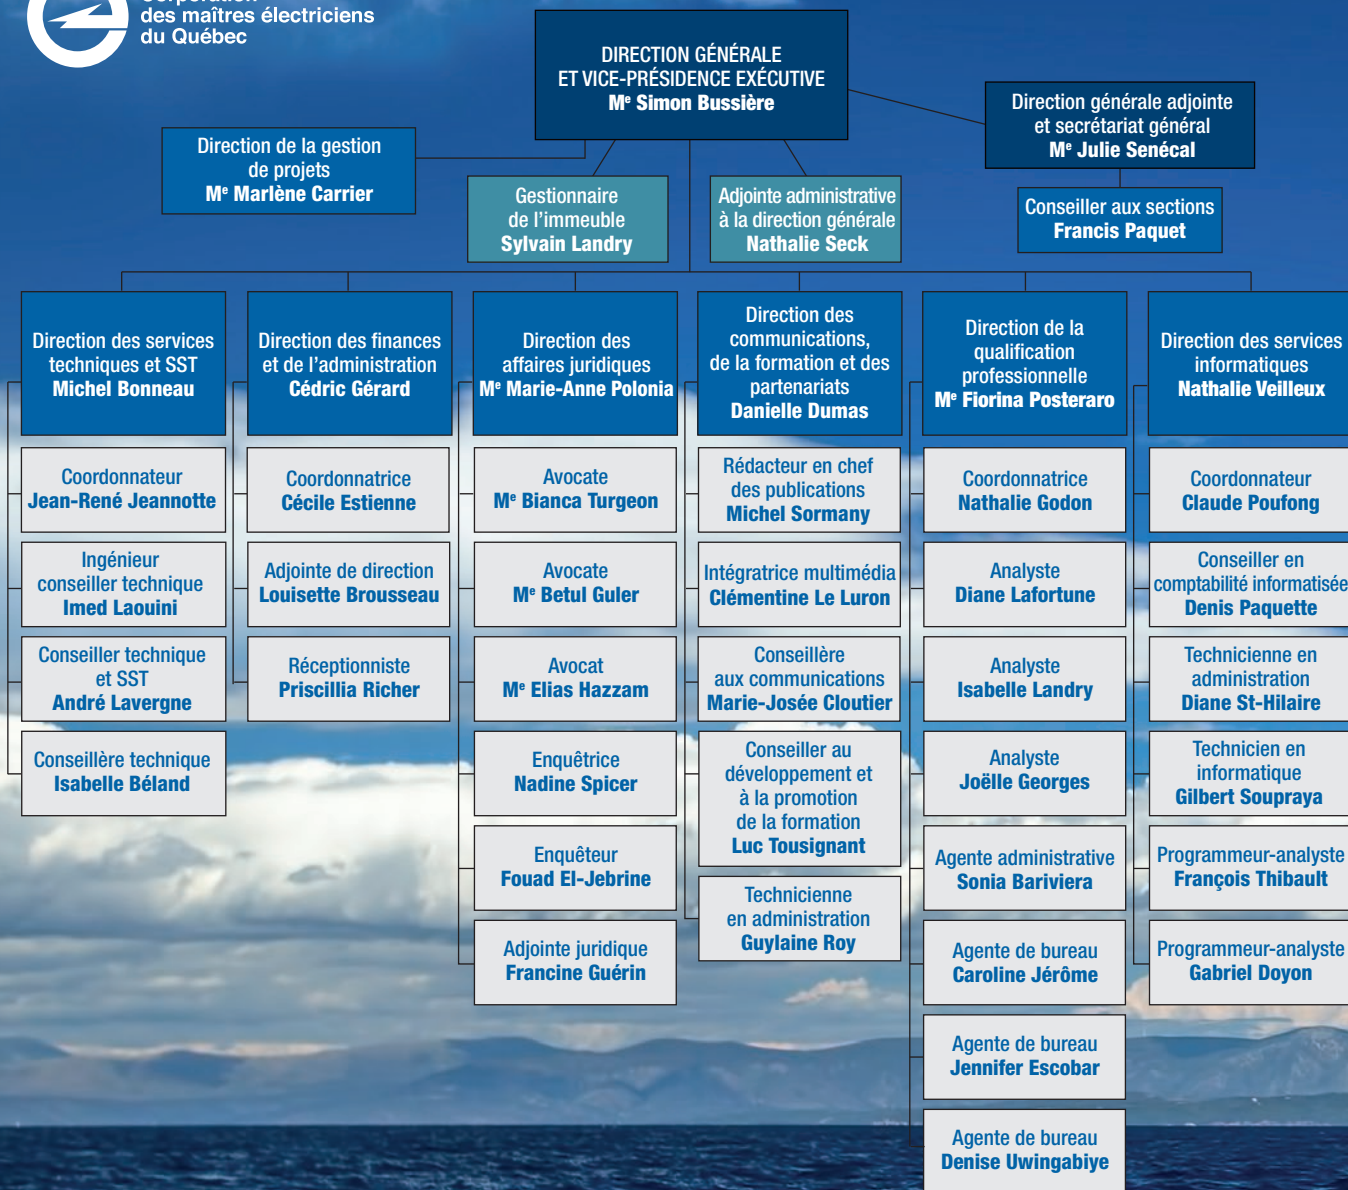 Corporation
des maîtres électriciens
du Québec
DIRECTION GÉNÉRALE
ET VICE-PRÉSIDENCE EXÉCUTIVE
Me Simon Bussière
Direction générale adjointe
et secrétariat général
Me Julie Senécal
Direction de la gestion
de projets
Me Marlène Carrier
Gestionnaire
de l'immeuble
Sylvain Landry
Adjointe administrative
à la direction générale
Nathalie Seck
Conseiller aux sections
Francis Paquet
Direction des services
techniques et SST
Michel Bonneau
Coordonnateur
Jean-René Jeannotte
Ingénieur
conseiller technique
Imed Laouini
Conseiller technique
et SST
André Lavergne
Conseillère technique
Isabelle Béland
Direction des finances
et de l'administration
Cédric Gérard
Coordonnatrice
Cécile Estienne
Adjointe de direction
Louisette Brousseau
Réceptionniste
Priscillia Richer
Direction des
affaires juridiques
Me Marie-Anne Polonia
Avocate
Me Bianca Turgeon
Avocate
Me Betul Guler
Avocat
Me Elias Hazzam
Enquêtrice
Nadine Spicer
Enquêteur
Fouad El-Jebrine
Adjointe juridique
Francine Guérin
Direction des
communications,
de la formation et des
partenariats
Danielle Dumas
Rédacteur en chef
des publications
Michel Sormany
Intégratrice multimédia
Clémentine Le Luron
Conseillère
aux communications
Marie-Josée Cloutier
Conseiller au
développement et
à la promotion
de la formation
Luc Tousignant
Technicienne
en administration
Guylaine Roy
Direction de la
qualification
professionnelle
Me Fiorina Posteraro
Coordonnatrice
Nathalie Godon
Analyste
Diane Lafortune
Analyste
Isabelle Landry
Analyste
Joëlle Georges
Agente administrative
Sonia Bariviera
Agente de bureau
Caroline Jérôme
Agente de bureau
Jennifer Escobar
Agente de bureau
Denise Uwingabiye
Direction des services
informatiques
Nathalie Veilleux
Coordonnateur
Claude Poufong
Conseiller en
comptabilité informatisée
Denis Paquette
Technicienne en
administration
Diane St-Hilaire
Technicien en
informatique
Gilbert Soupraya
Programmeur-analyste
François Thibault
Programmeur-analyste
Gabriel Doyon